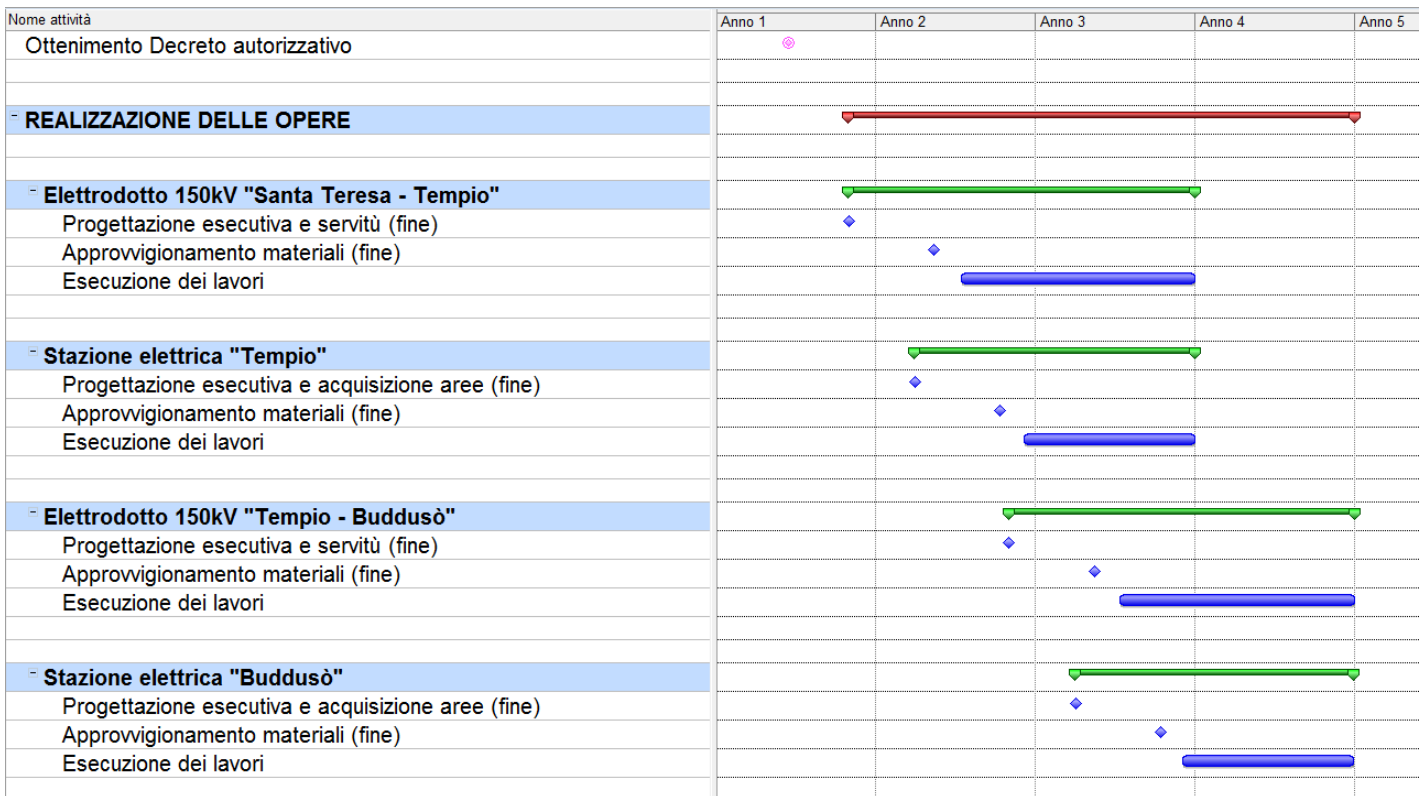 Nome attività
Anno 1 Anno 2 Anno 3 Anno 4 Anno 5
Ottenimento Decreto autorizzativo
REALIZZAZIONE DELLE OPERE
Elettrodotto 150kV "Santa Teresa - Tempio"
Progettazione esecutiva e servitù (fine)
Approvvigionamento materiali (fine)
Esecuzione dei lavori
Stazione elettrica "Tempio"
Progettazione esecutiva e acquisizione aree (fine)
Approvvigionamento materiali (fine)
Esecuzione dei lavori
Elettrodotto 150kV "Tempio - Buddusò"
Progettazione esecutiva e servitù (fine)
Approvvigionamento materiali (fine)
Esecuzione dei lavori
Stazione elettrica "Buddusò"
Progettazione esecutiva e acquisizione aree (fine)
Approvvigionamento materiali (fine)
Esecuzione dei lavori